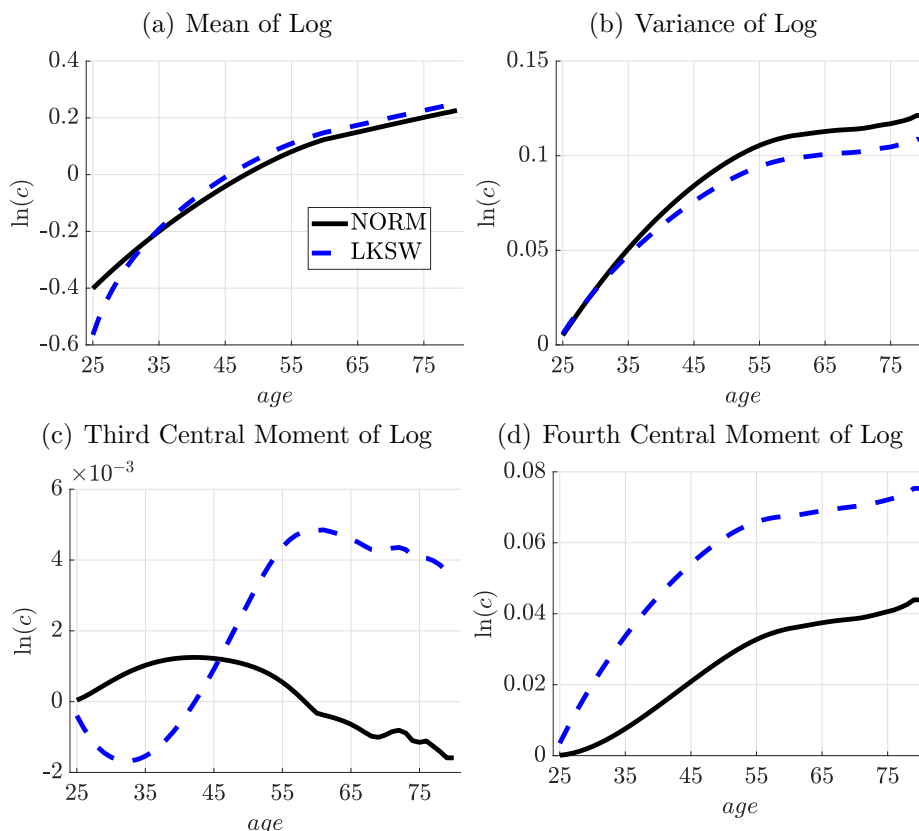 (a) Mean of Log
0.4
0.2
0
-0.2
-0.4
-0.6
ln(c)
25 35 45 55 65 75
age
NORM
LKSW
(b) Variance of Log
0.15
0.1
0.05
0
ln(c)
25 35 45 55 65 75
age
(c) Third Central Moment of Log
×10⁻³
6
4
2
0
-2
ln(c)
25 35 45 55 65 75
age
(d) Fourth Central Moment of Log
0.08
0.06
0.04
0.02
0
ln(c)
25 35 45 55 65 75
age